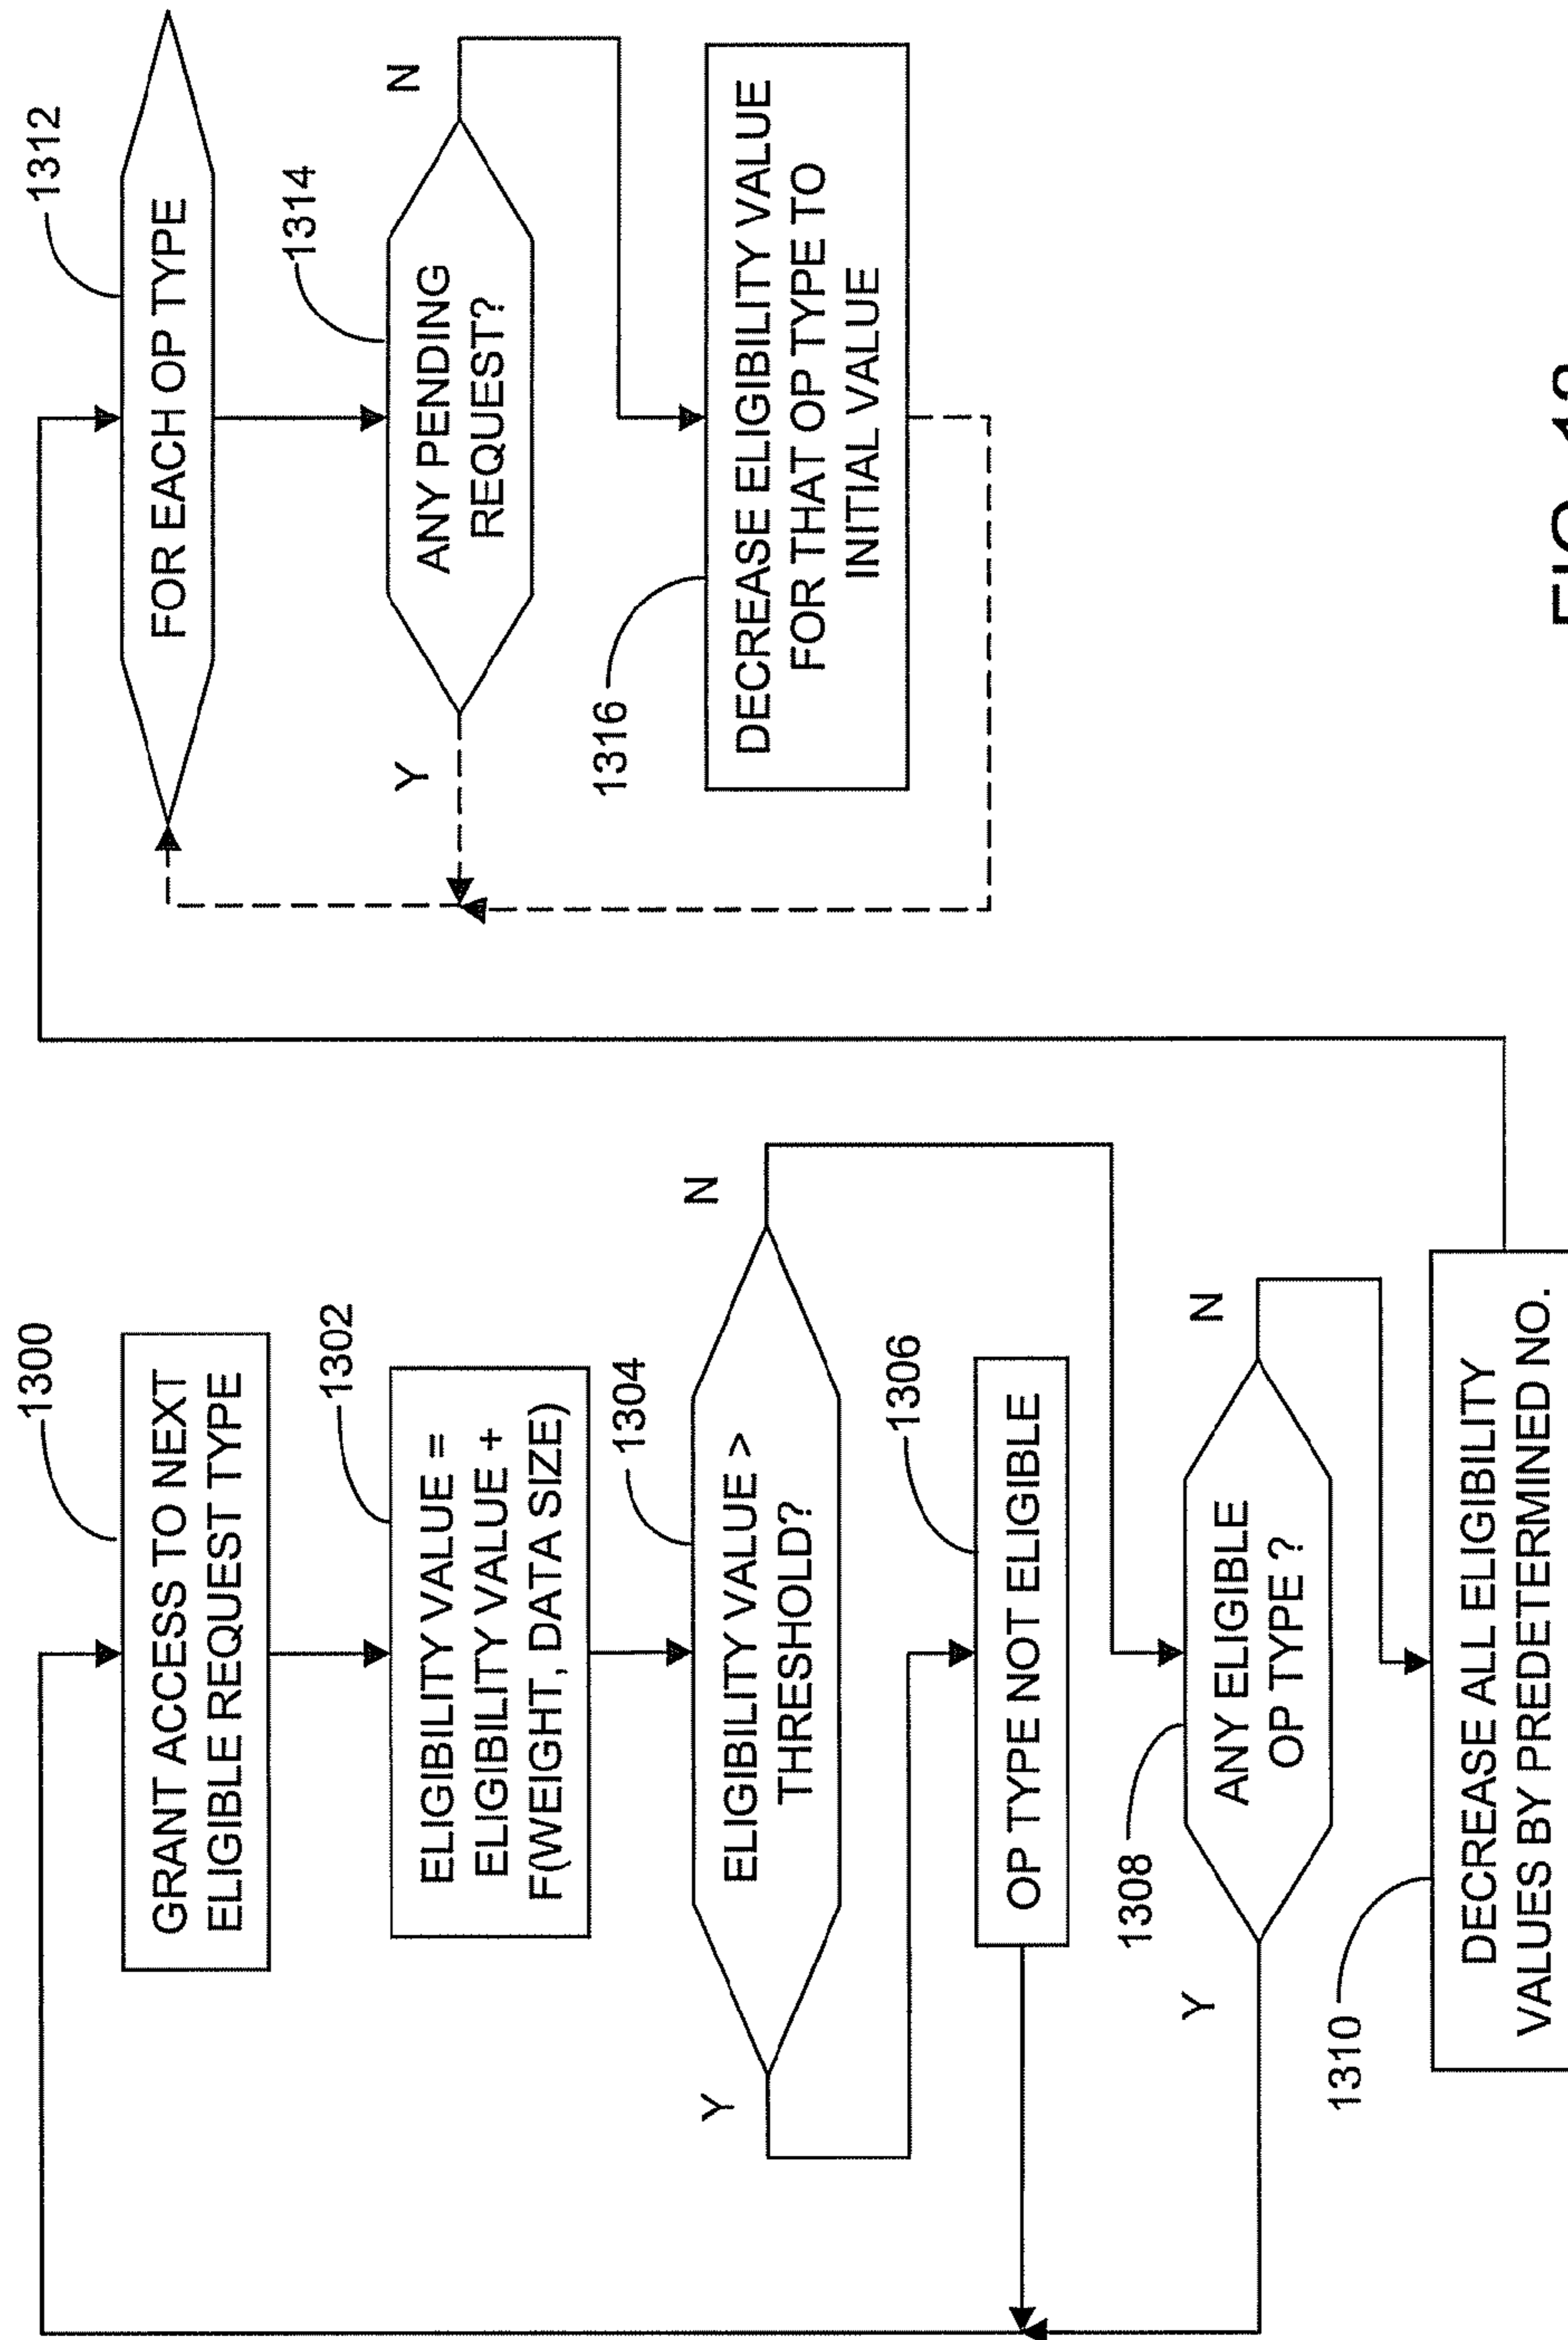 1300
GRANT ACCESS TO NEXT
ELIGIBLE REQUEST TYPE
1302
ELIGIBILITY VALUE =
ELIGIBILITY VALUE +
F(WEIGHT, DATA SIZE)
1304
ELIGIBILITY VALUE >
THRESHOLD?
Y
N
1306
OP TYPE NOT ELIGIBLE
1308
ANY ELIGIBLE
OP TYPE ?
Y
N
1310
DECREASE ALL ELIGIBILITY
VALUES BY PREDETERMINED NO.
1312
FOR EACH OP TYPE
1314
ANY PENDING
REQUEST?
Y
N
1316
DECREASE ELIGIBILITY VALUE
FOR THAT OP TYPE TO
INITIAL VALUE